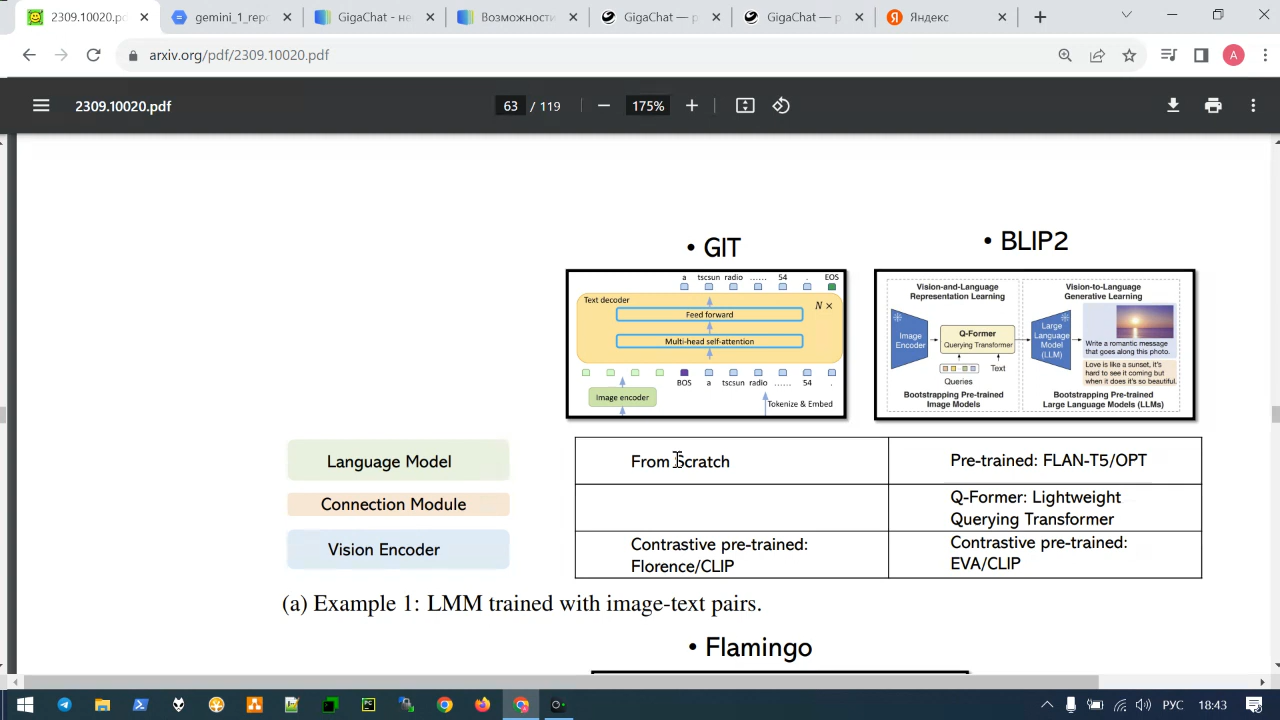 2309.10020.pd
gemini_1_repo
GigaChat - не
Возможности
GigaChat — р
GigaChat — р
Яндекс
arxiv.org/pdf/2309.10020.pdf
A
2309.10020.pdf
63 / 119
175%
• GIT
• BLIP2
a tscsun radio ...... 54 . EOS
Text decoder
N ×
Feed forward
Multi-head self-attention
BOS a tscsun radio ...... 54 .
Image encoder
Tokenize & Embed
Vision-and-Language
Representation Learning
Vision-to-Language
Generative Learning
Image
Encoder
Q-Former
Querying Transformer
Large
Language
Model
(LLM)
Write a romantic message
that goes along this photo.
Love is like a sunset, it's
hard to see it coming but
when it does it's so beautiful.
Queries
Text
Bootstrapping Pre-trained
Image Models
Bootstrapping Pre-trained
Large Language Models (LLMs)
Language Model
From Scratch
Pre-trained: FLAN-T5/OPT
Connection Module
Q-Former: Lightweight
Querying Transformer
Vision Encoder
Contrastive pre-trained:
Florence/CLIP
Contrastive pre-trained:
EVA/CLIP
(a) Example 1: LMM trained with image-text pairs.
• Flamingo
РУС
18:43